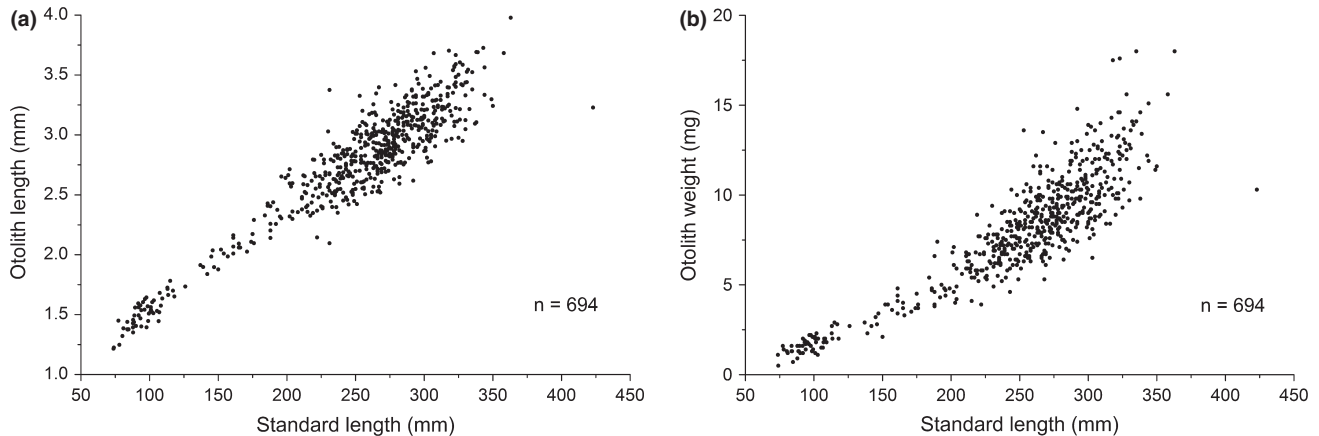 (a)
4.0
3.5
3.0
2.5
2.0
1.5
1.0
Otolith length (mm)
n = 694
50 100 150 200 250 300 350 400 450
Standard length (mm)
(b)
20
15
10
5
0
Otolith weight (mg)
n = 694
50 100 150 200 250 300 350 400 450
Standard length (mm)